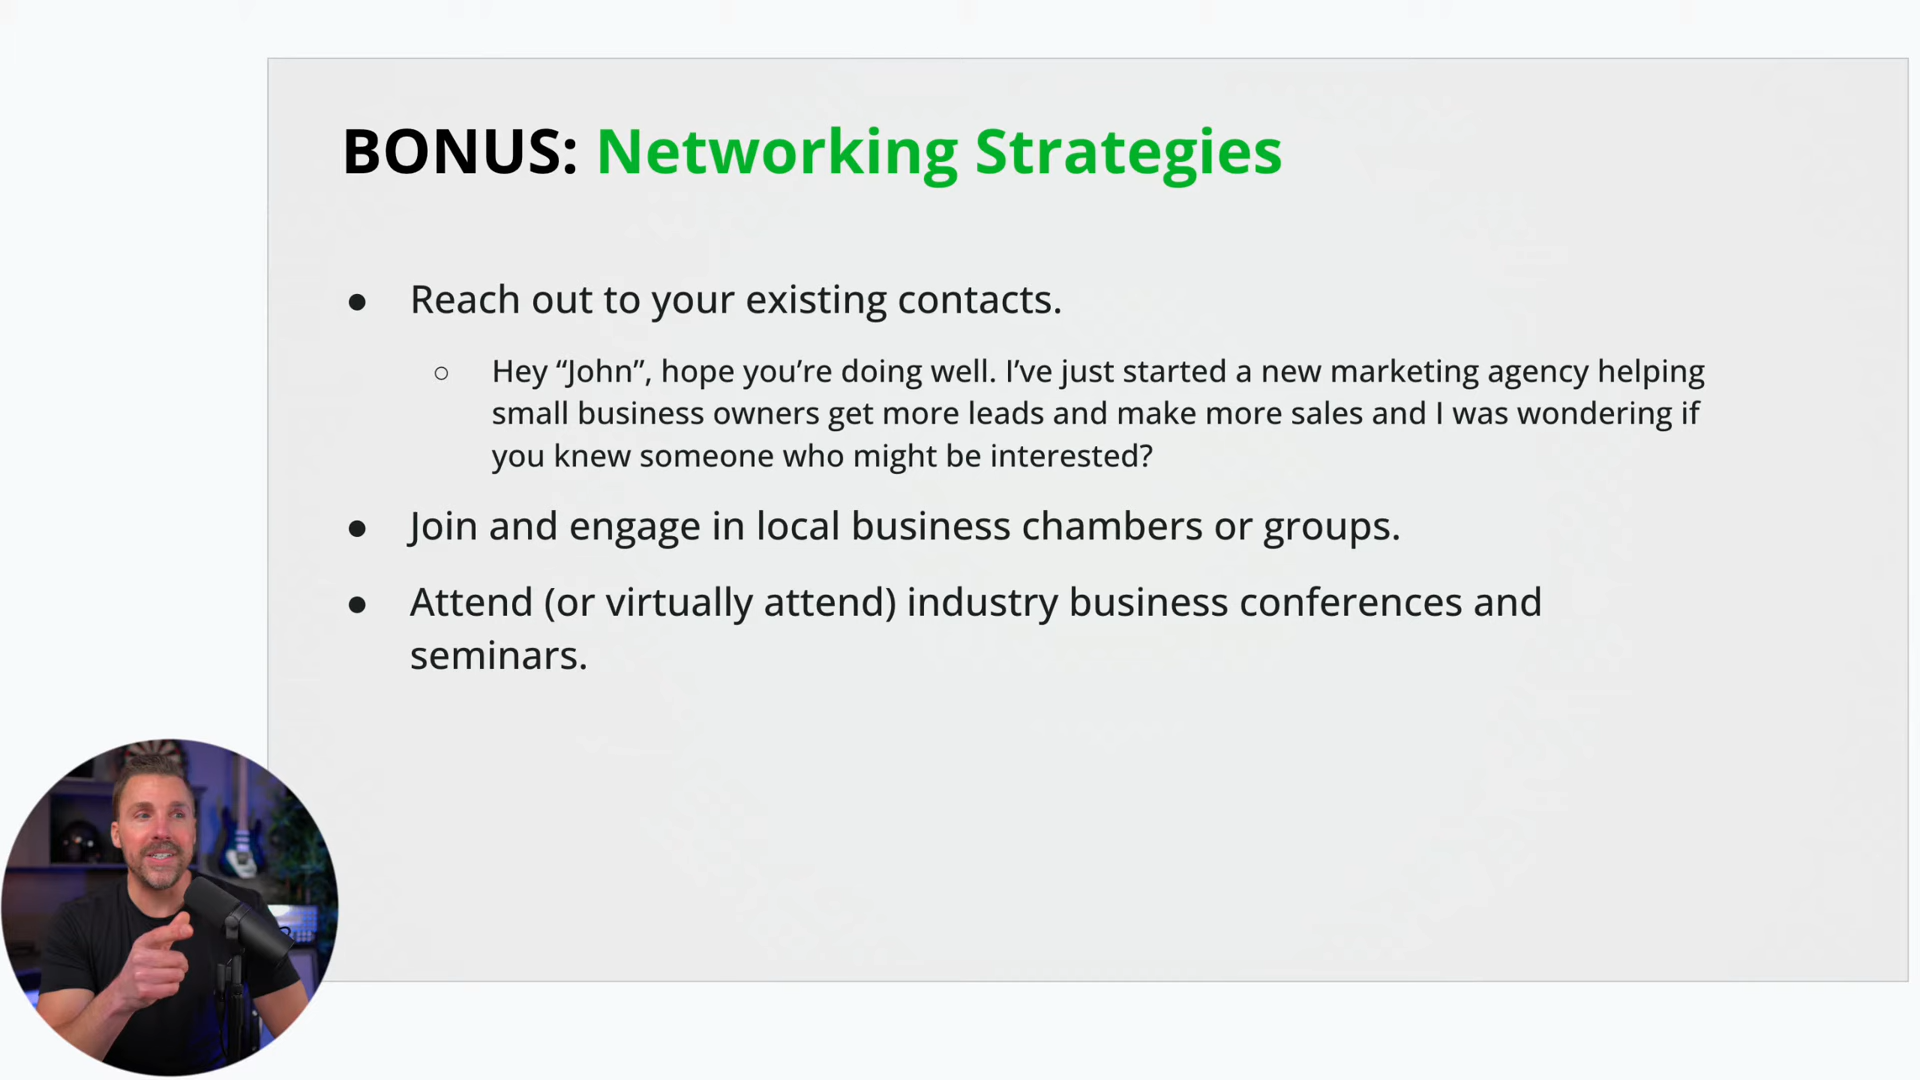 BONUS: Networking Strategies
● Reach out to your existing contacts.
○ Hey “John”, hope you’re doing well. I’ve just started a new marketing agency helping
small business owners get more leads and make more sales and I was wondering if
you knew someone who might be interested?
● Join and engage in local business chambers or groups.
● Attend (or virtually attend) industry business conferences and
seminars.